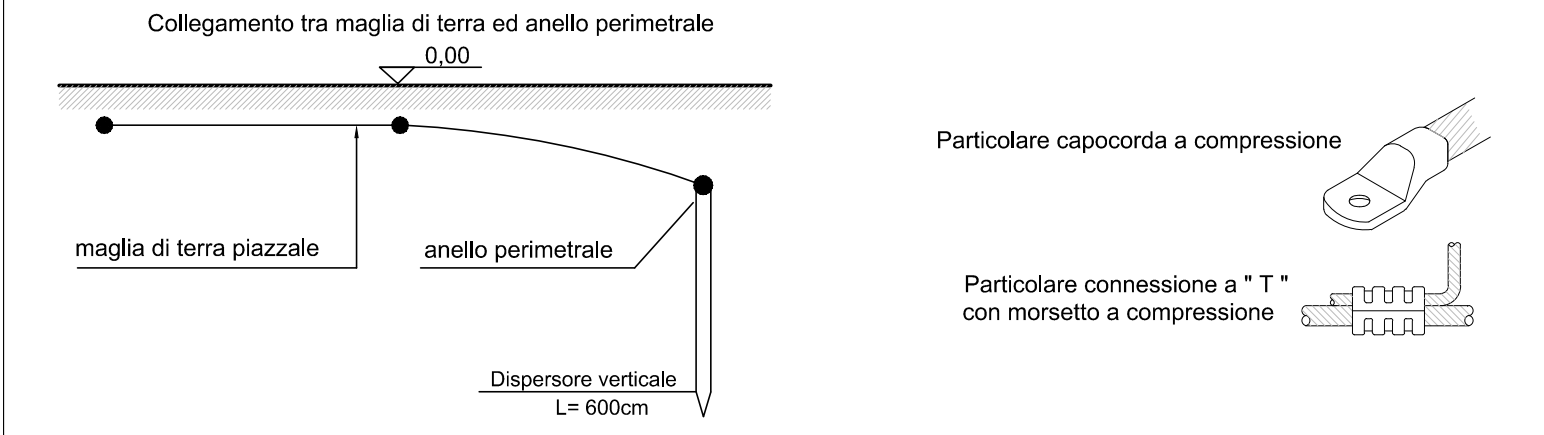 Collegamento tra maglia di terra ed anello perimetrale
0,00
maglia di terra piazzale
anello perimetrale
Dispersore verticale
L= 600cm
Particolare capocorda a compressione
Particolare connessione a " T "
con morsetto a compressione